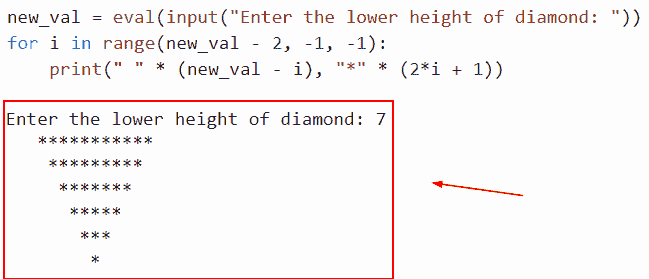 new_val = eval(input("Enter the lower height of diamond: "))
for i in range(new_val - 2, -1, -1):
    print(" " * (new_val - i), "*" * (2*i + 1))
Enter the lower height of diamond: 7
   ***********
    *********
     *******
      *****
       ***
        *